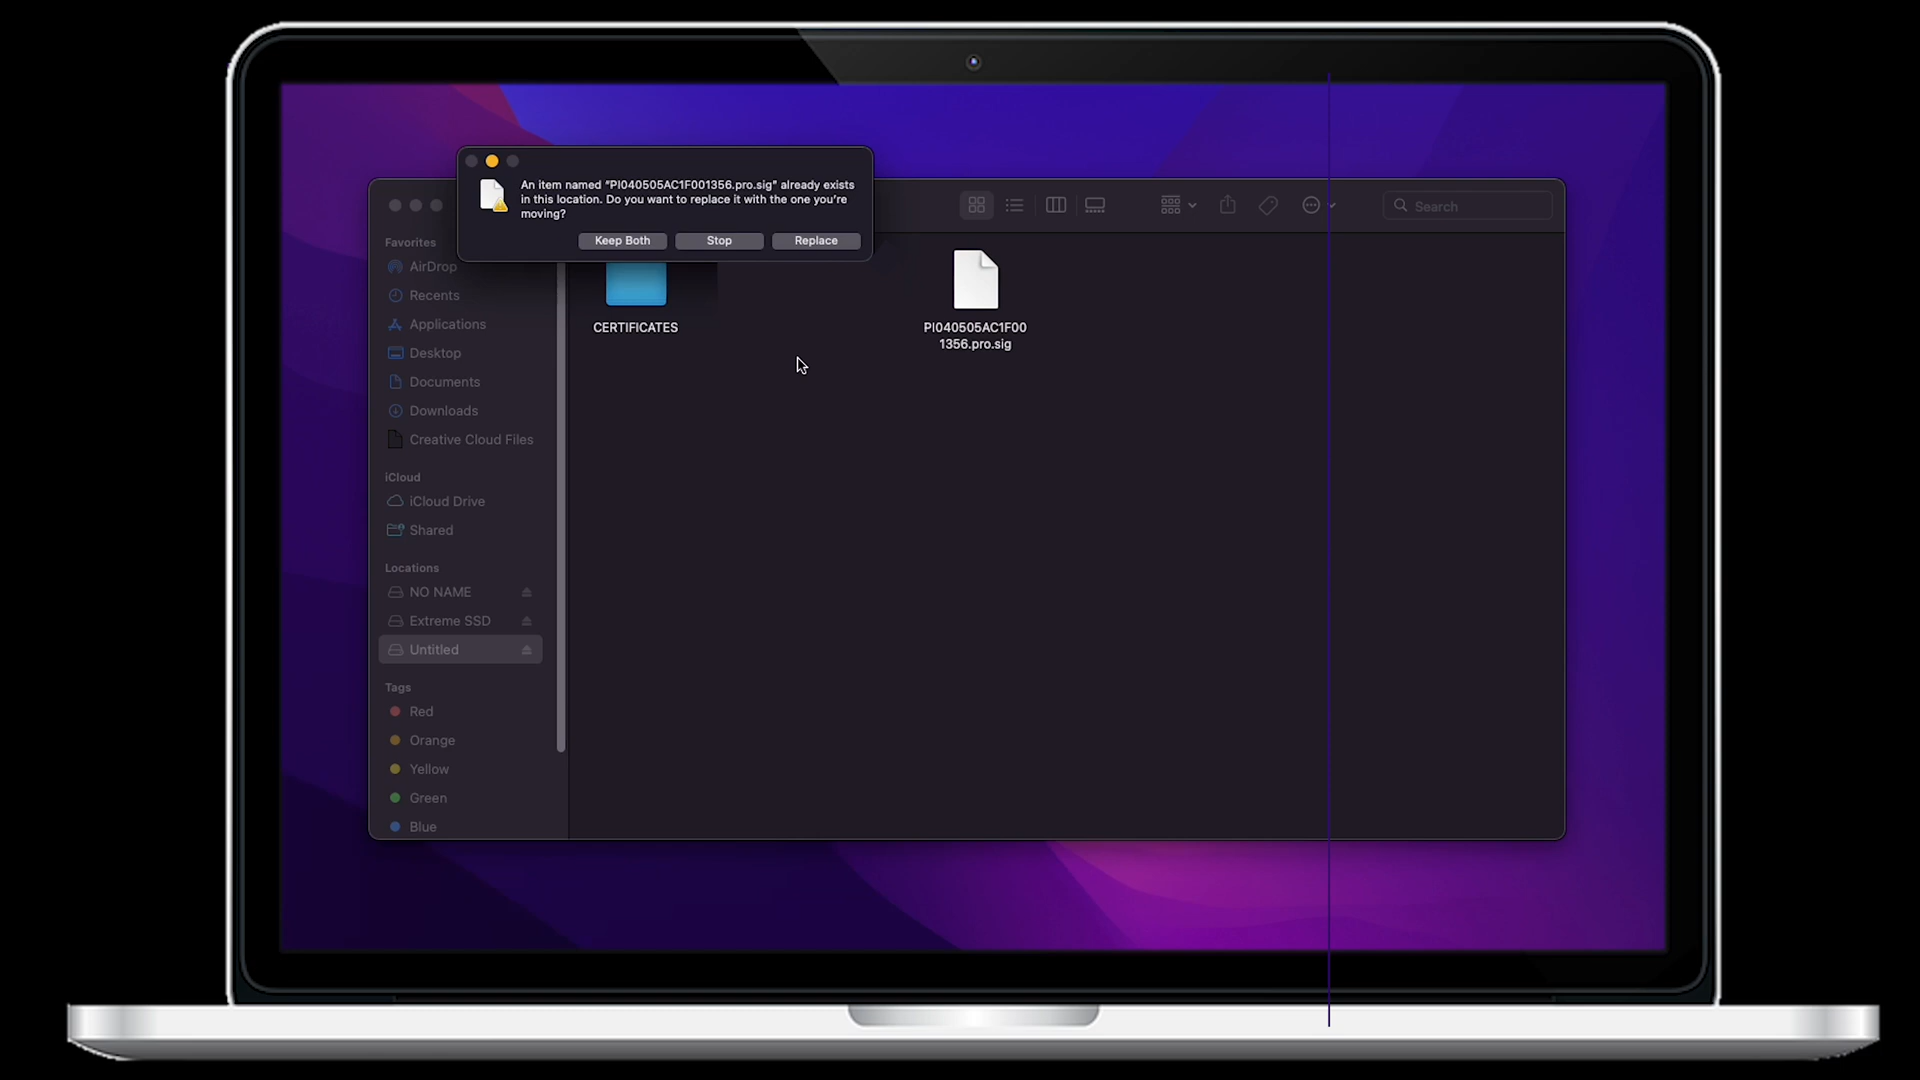 An item named "PI040505AC1F001356.pro.sig" already exists
in this location. Do you want to replace it with the one you're
moving?
Keep Both
Stop
Replace
Search
Favorites
AirDrop
Recents
Applications
Desktop
Documents
Downloads
Creative Cloud Files
iCloud
iCloud Drive
Shared
Locations
NO NAME
Extreme SSD
Untitled
Tags
Red
Orange
Yellow
Green
Blue
CERTIFICATES
PI040505AC1F00
1356.pro.sig